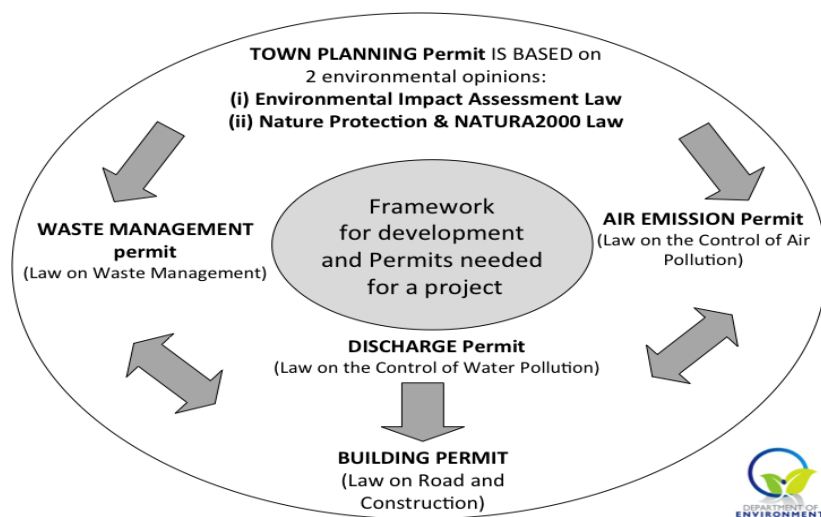 TOWN PLANNING Permit IS BASED on
2 environmental opinions:
(i) Environmental Impact Assessment Law
(ii) Nature Protection & NATURA2000 Law
WASTE MANAGEMENT
permit
(Law on Waste Management)
Framework
for development
and Permits needed
for a project
AIR EMISSION Permit
(Law on the Control of Air
Pollution)
DISCHARGE Permit
(Law on the Control of Water Pollution)
BUILDING PERMIT
(Law on Road and
Construction)
DEPARTMENT OF
ENVIRONMENT